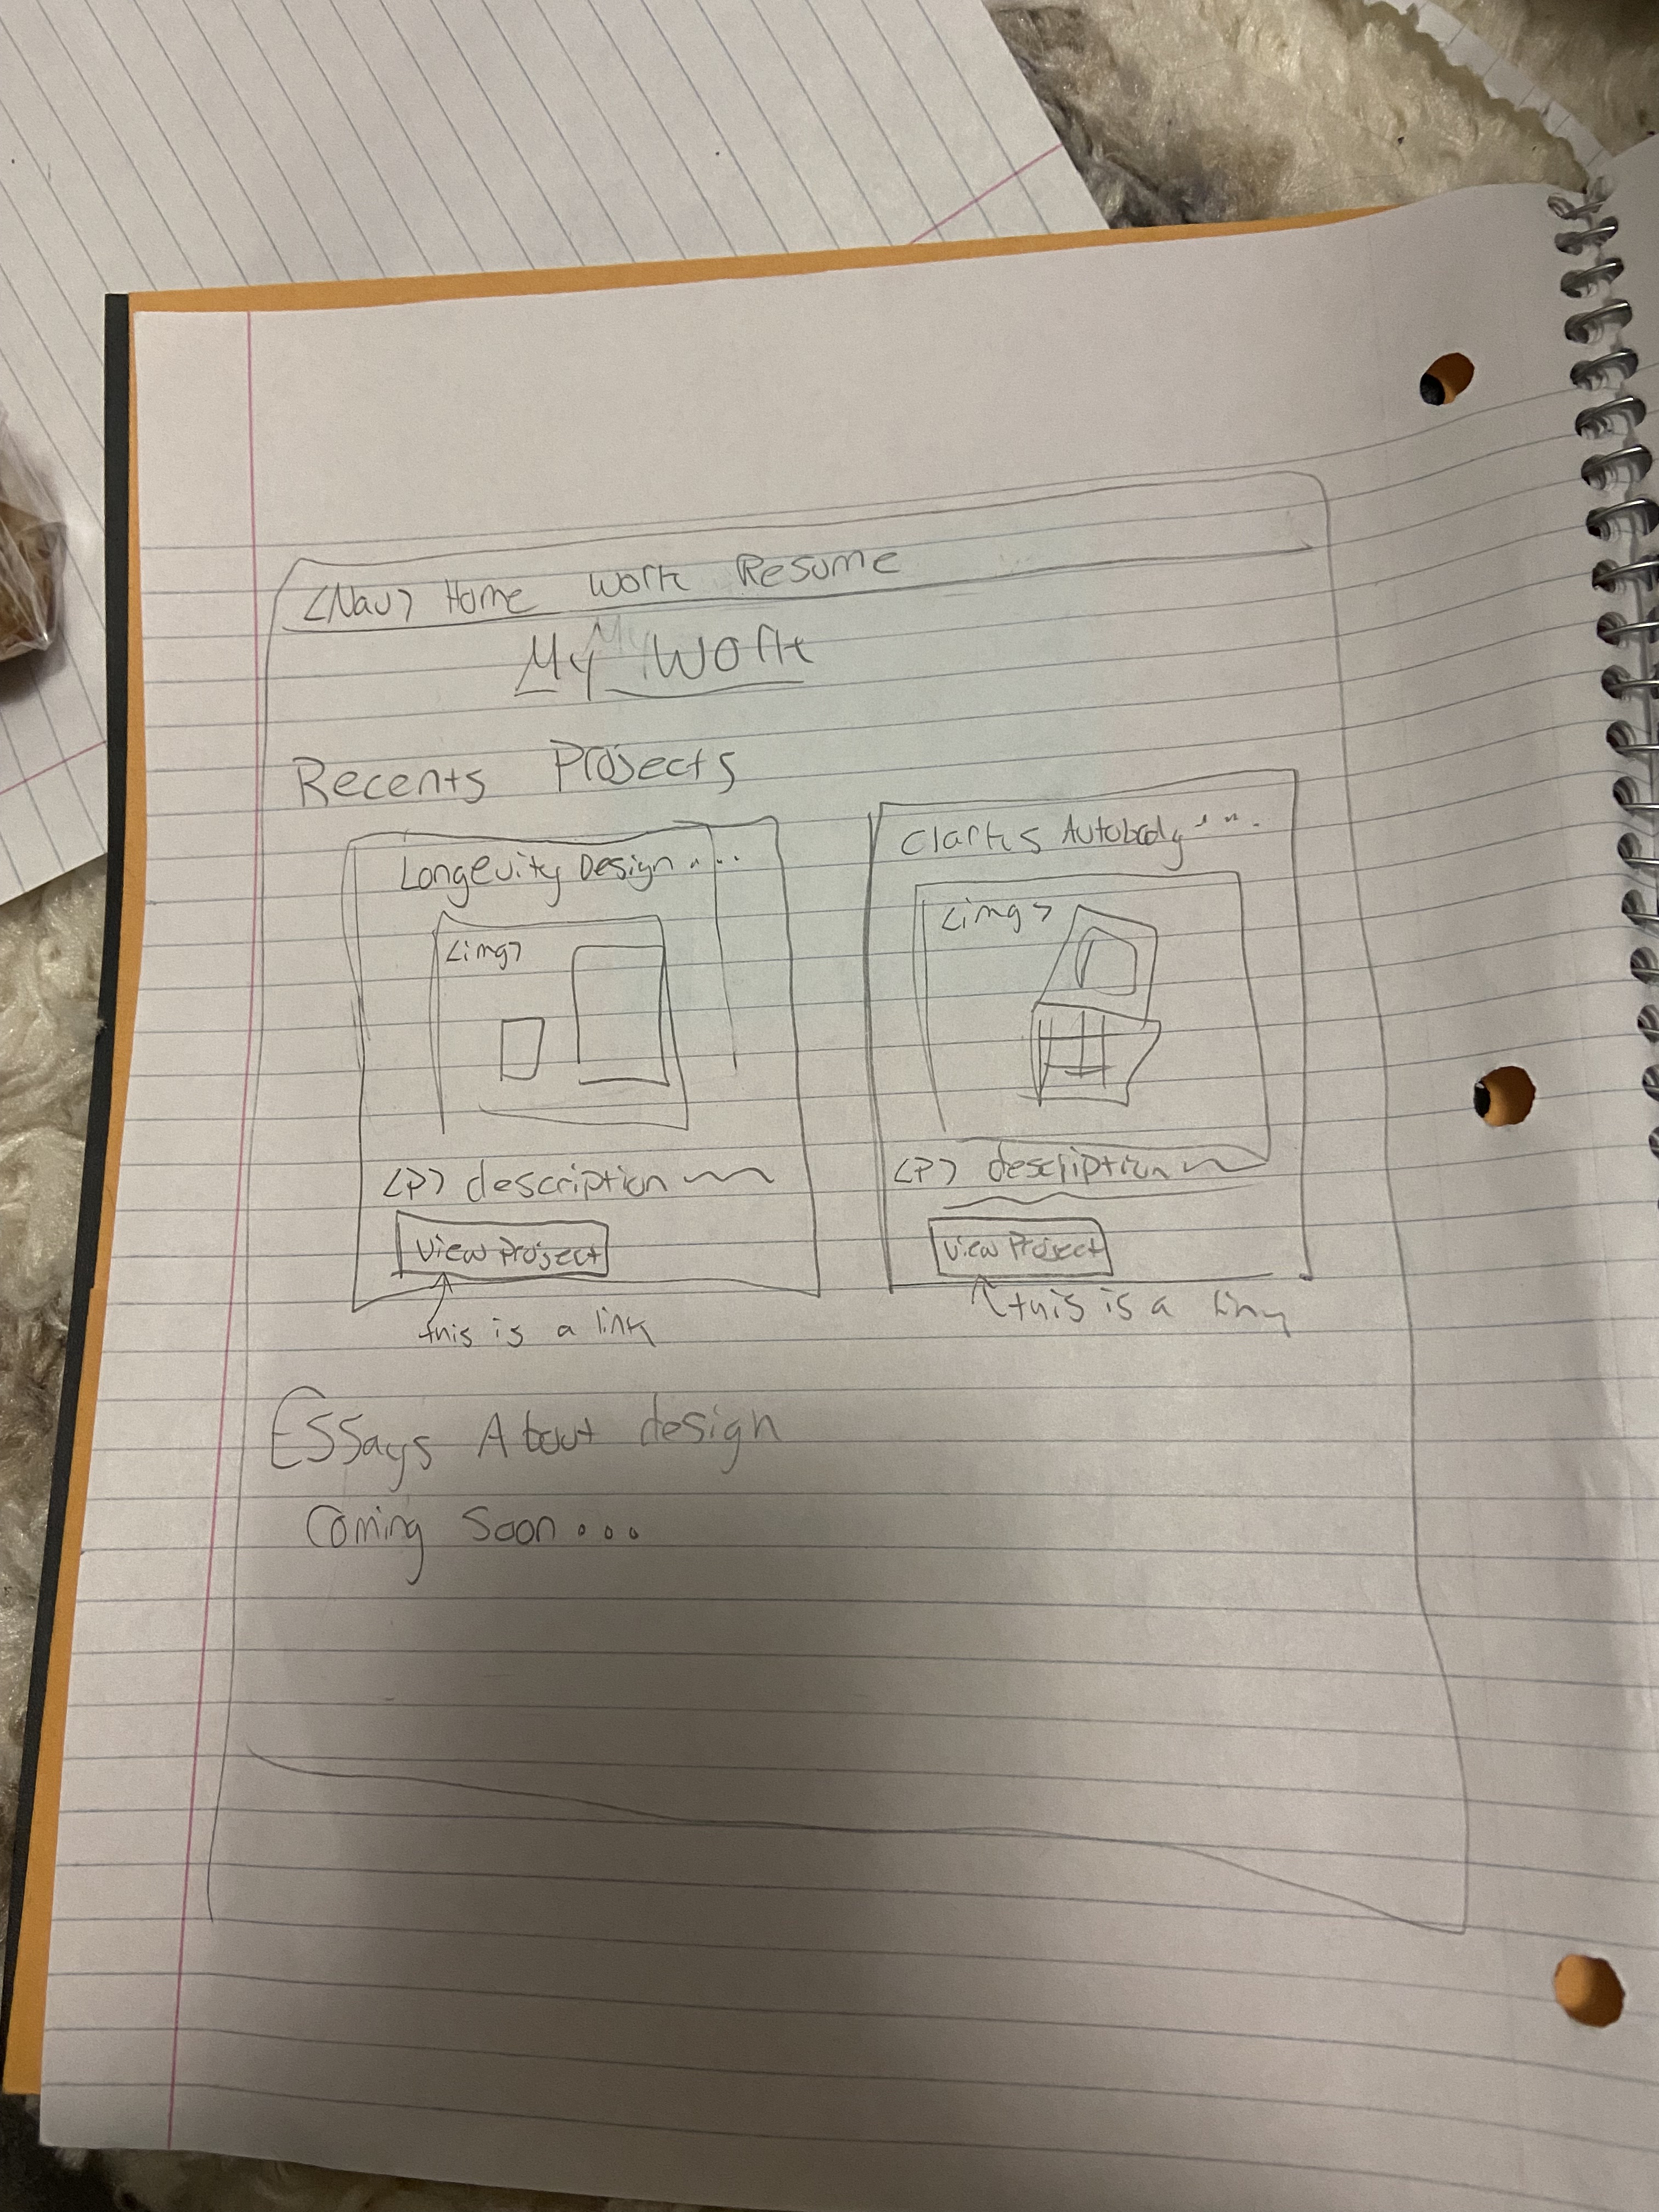 <Nav> Home Work Resume
My Work
Recents Projects
Longevity Design....
<img>
<P> description
View Project
this is a link
Clarks Autobody....
<img>
<P> description
View Project
this is a
Essays About design
Coming Soon...